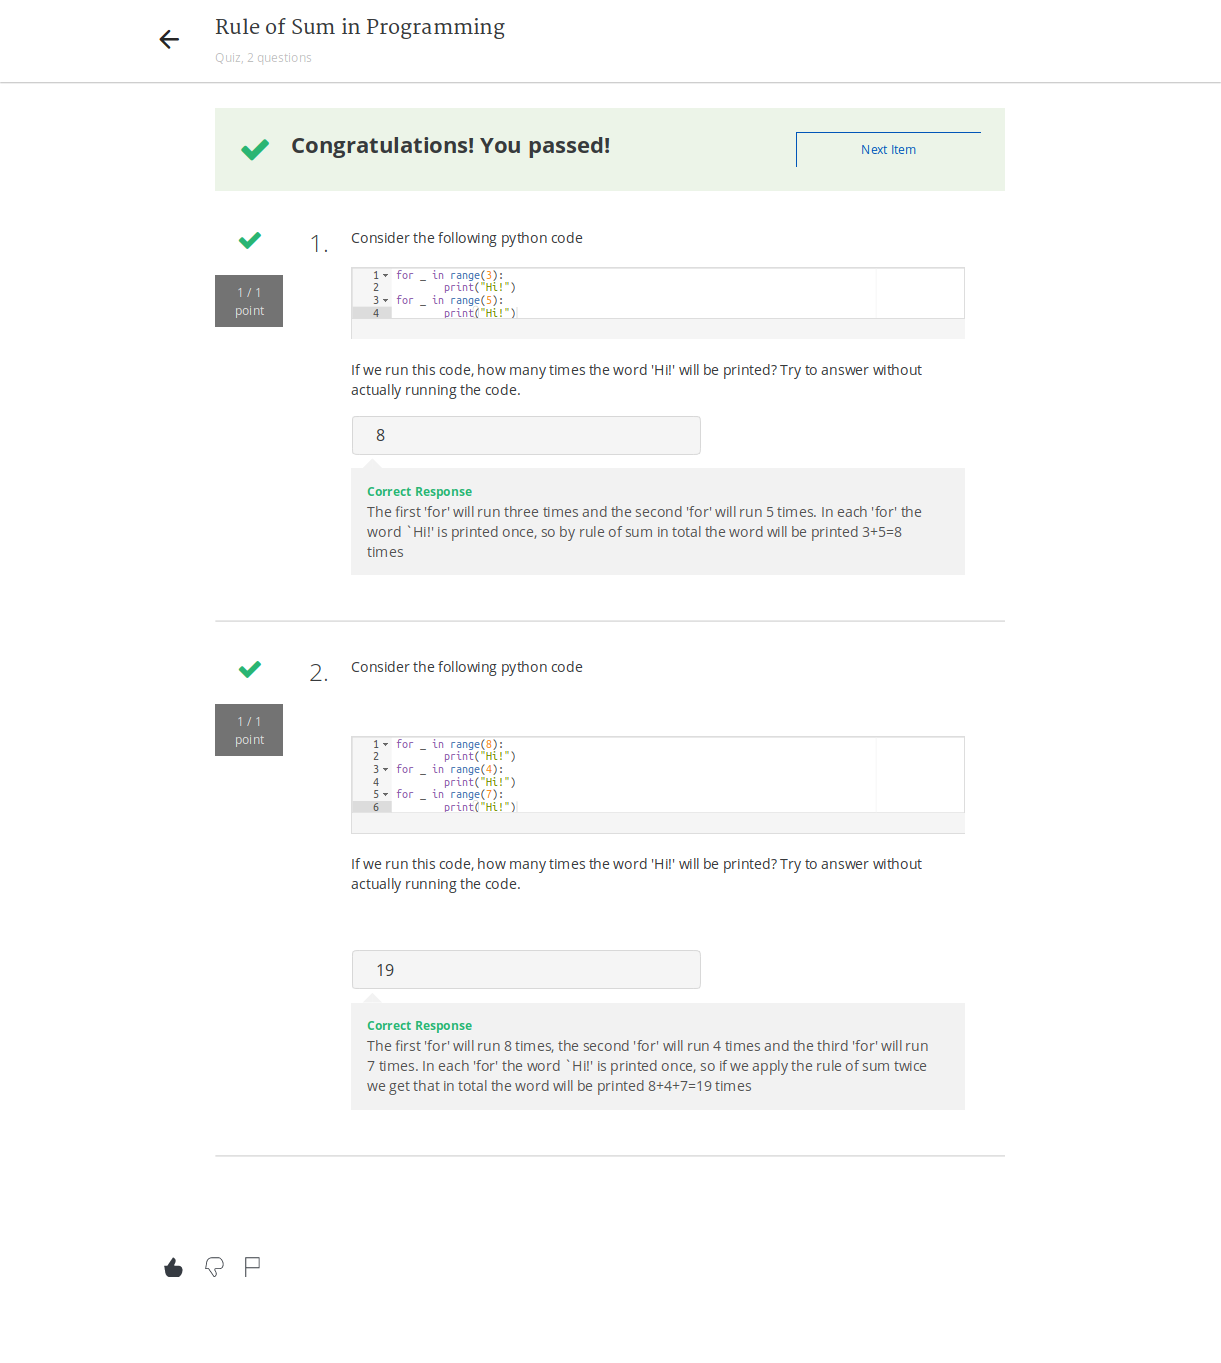 Rule of Sum in Programming
Quiz, 2 questions
Congratulations! You passed!
Next Item
1 / 1
point
1.
Consider the following python code
1 for _ in range(3):
2 print("Hi!")
3 for _ in range(5):
4 print("Hi!")
If we run this code, how many times the word 'Hi!' will be printed? Try to answer without
actually running the code.
8
Correct Response
The first 'for' will run three times and the second 'for' will run 5 times. In each 'for' the
word `Hi!' is printed once, so by rule of sum in total the word will be printed 3+5=8
times
1 / 1
point
2.
Consider the following python code
1 for _ in range(8):
2 print("Hi!")
3 for _ in range(4):
4 print("Hi!")
5 for _ in range(7):
6 print("Hi!")
If we run this code, how many times the word 'Hi!' will be printed? Try to answer without
actually running the code.
19
Correct Response
The first 'for' will run 8 times, the second 'for' will run 4 times and the third 'for' will run
7 times. In each 'for' the word `Hi!' is printed once, so if we apply the rule of sum twice
we get that in total the word will be printed 8+4+7=19 times